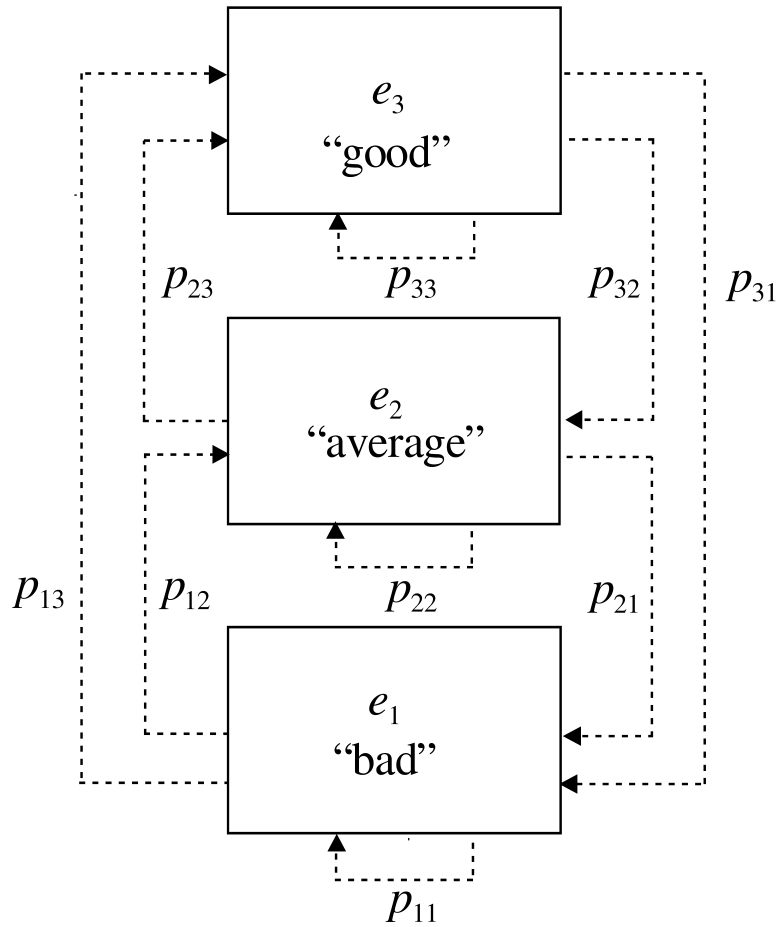 e₃
“good”
p₂₃
p₃₃
p₃₂
p₃₁
e₂
“average”
p₁₃
p₁₂
p₂₂
p₂₁
e₁
“bad”
p₁₁